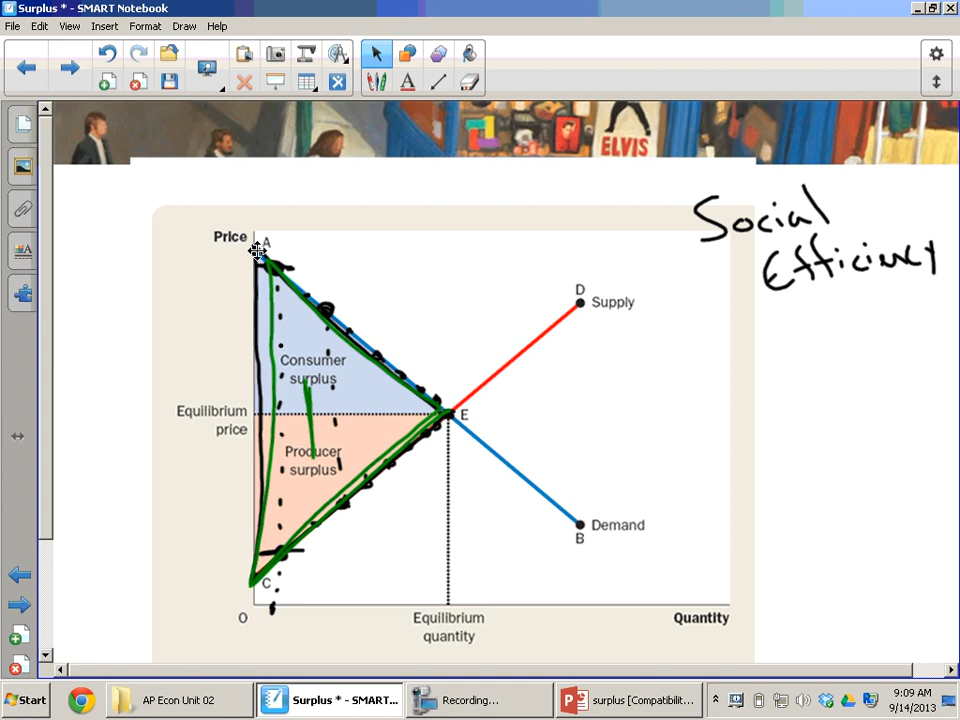 Surplus * - SMART Notebook
File Edit View Insert Format Draw Help
ELVIS
Social
Efficiency
Price
A
D
Supply
Consumer
surplus
Equilibrium
price
E
Producer
surplus
Demand
B
C
O
Equilibrium
quantity
Quantity
Start
AP Econ Unit 02
Surplus * - SMART...
Recording...
surplus [Compatibilit...
9:09 AM
9/14/2013